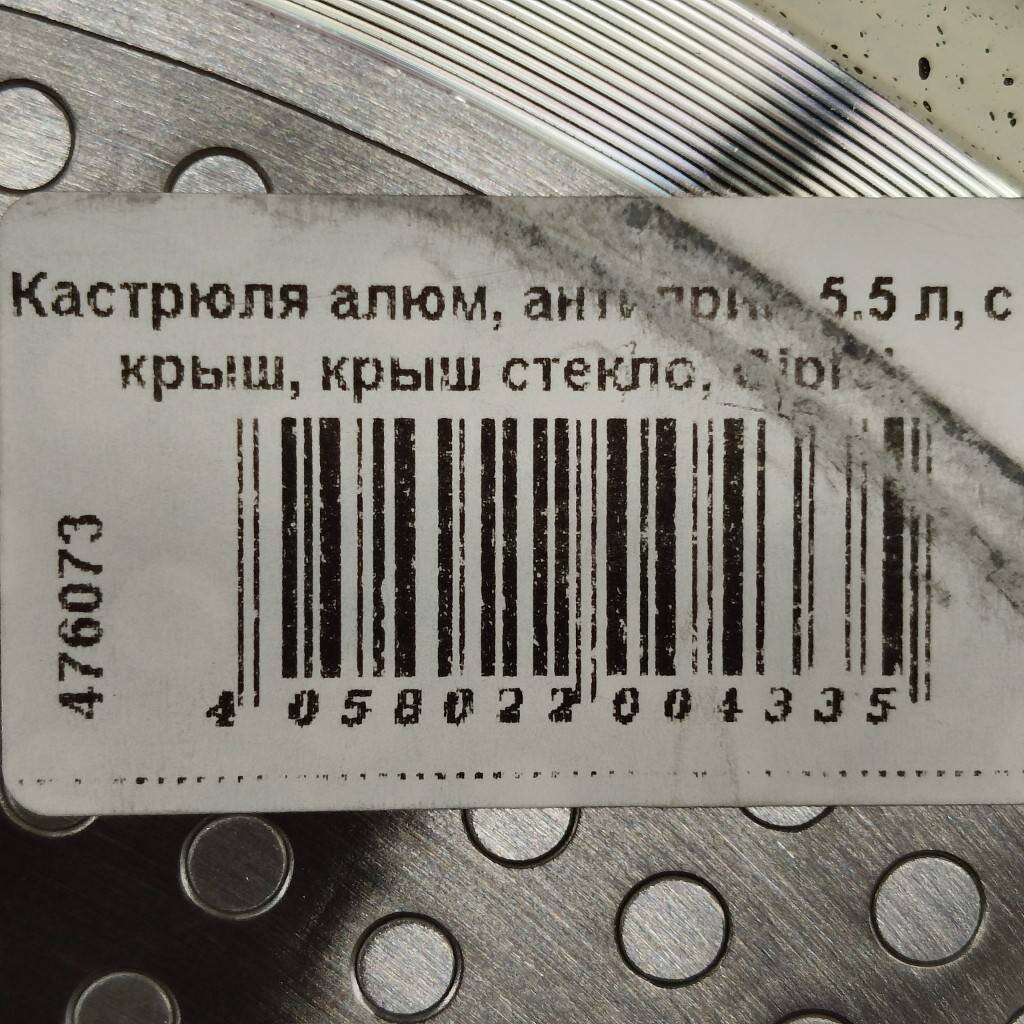 Кастрюля алюм, 5.5 л, с
крыш, крыш стекло,
476073
4 058022 004335